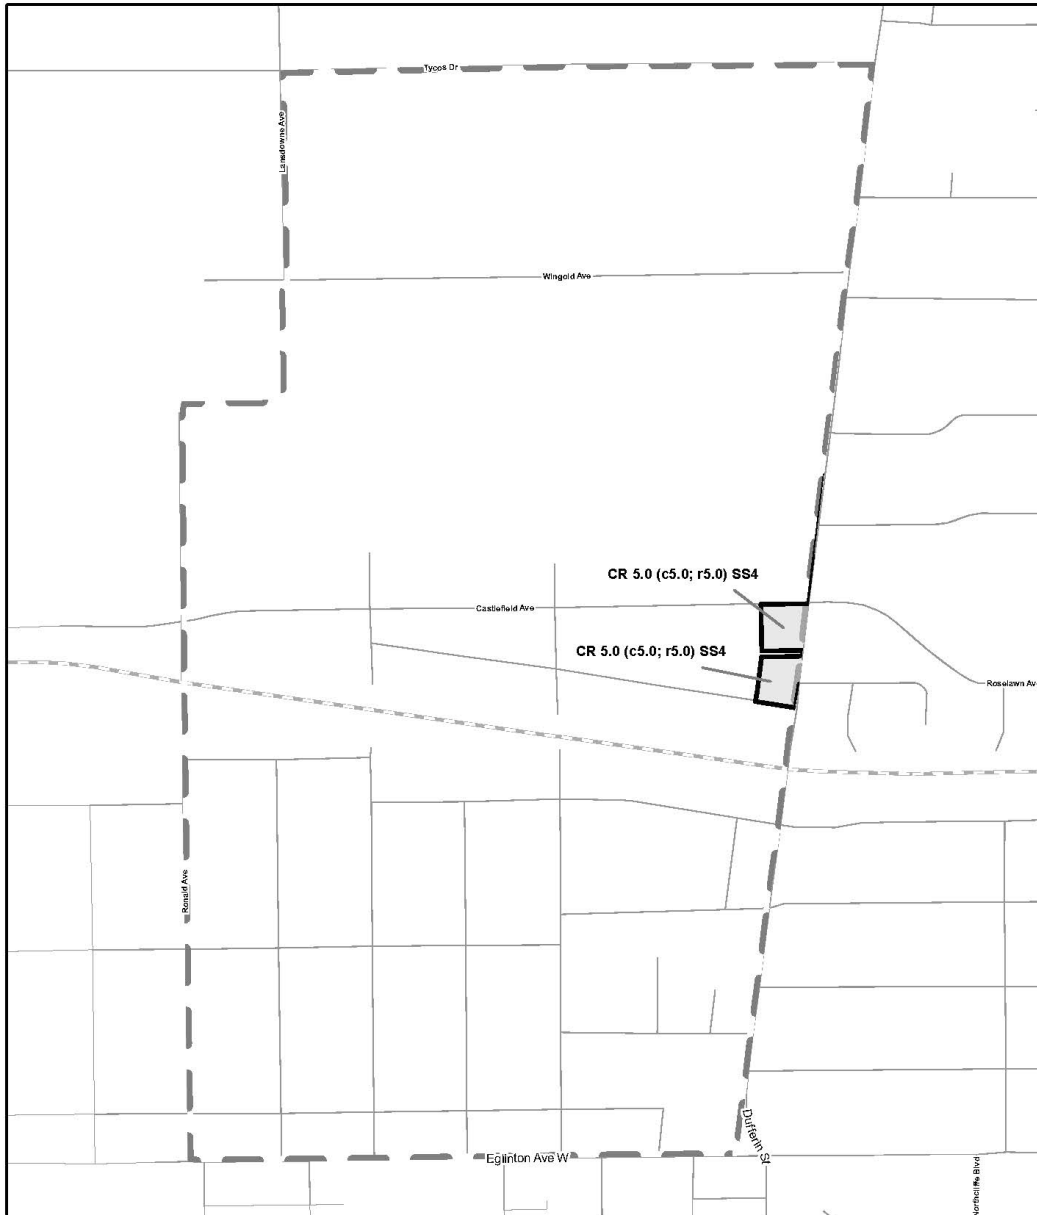 Tycos Dr
Lansdowne Ave
Wingold Ave
CR 5.0 (c5.0; r5.0) SS4
Castlefield Ave
CR 5.0 (c5.0; r5.0) SS4
Roselawn Ave
Ronald Ave
Dufferin St
Eglinton Ave W
Northcliffe Blvd